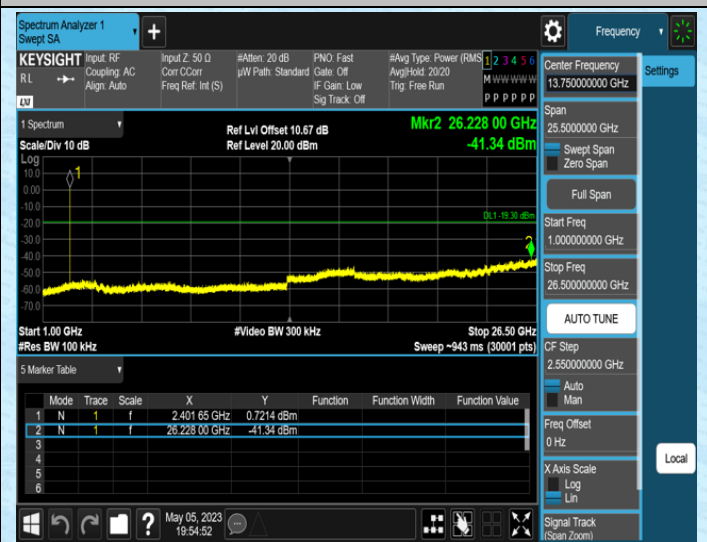 Spectrum Analyzer 1
Swept SA
Frequency
KEYSIGHT
RL
LXI
Input: RF
Coupling: AC
Align: Auto
Input Z: 50 Ω
Corr CCorr
Freq Ref: Int (S)
#Atten: 20 dB
µW Path: Standard
PNO: Fast
Gate: Off
IF Gain: Low
Sig Track: Off
#Avg Type: Power (RMS
Avg|Hold: 20/20
Trig: Free Run
1 2 3 4 5 6
M W W W W W
P P P P P P
1 Spectrum
Scale/Div 10 dB
Ref Lvl Offset 10.67 dB
Ref Level 20.00 dBm
Mkr2 26.228 00 GHz
-41.34 dBm
Log
10.0
0.00
-10.0
-20.0
-30.0
-40.0
-50.0
-60.0
-70.0
1
2
DL1 -19.30 dBm
Start 1.00 GHz
#Res BW 100 kHz
#Video BW 300 kHz
Stop 26.50 GHz
Sweep ~943 ms (30001 pts)
5 Marker Table
Mode Trace Scale X Y Function Function Width Function Value
1 N 1 f 2.401 65 GHz 0.7214 dBm
2 N 1 f 26.228 00 GHz -41.34 dBm
3
4
5
6
May 05, 2023
19:54:52
Center Frequency
13.750000000 GHz
Span
25.5000000 GHz
Swept Span
Zero Span
Full Span
Start Freq
1.000000000 GHz
Stop Freq
26.500000000 GHz
AUTO TUNE
CF Step
2.550000000 GHz
Auto
Man
Freq Offset
0 Hz
X Axis Scale
Log
Lin
Signal Track
(Span Zoom)
Settings
Local